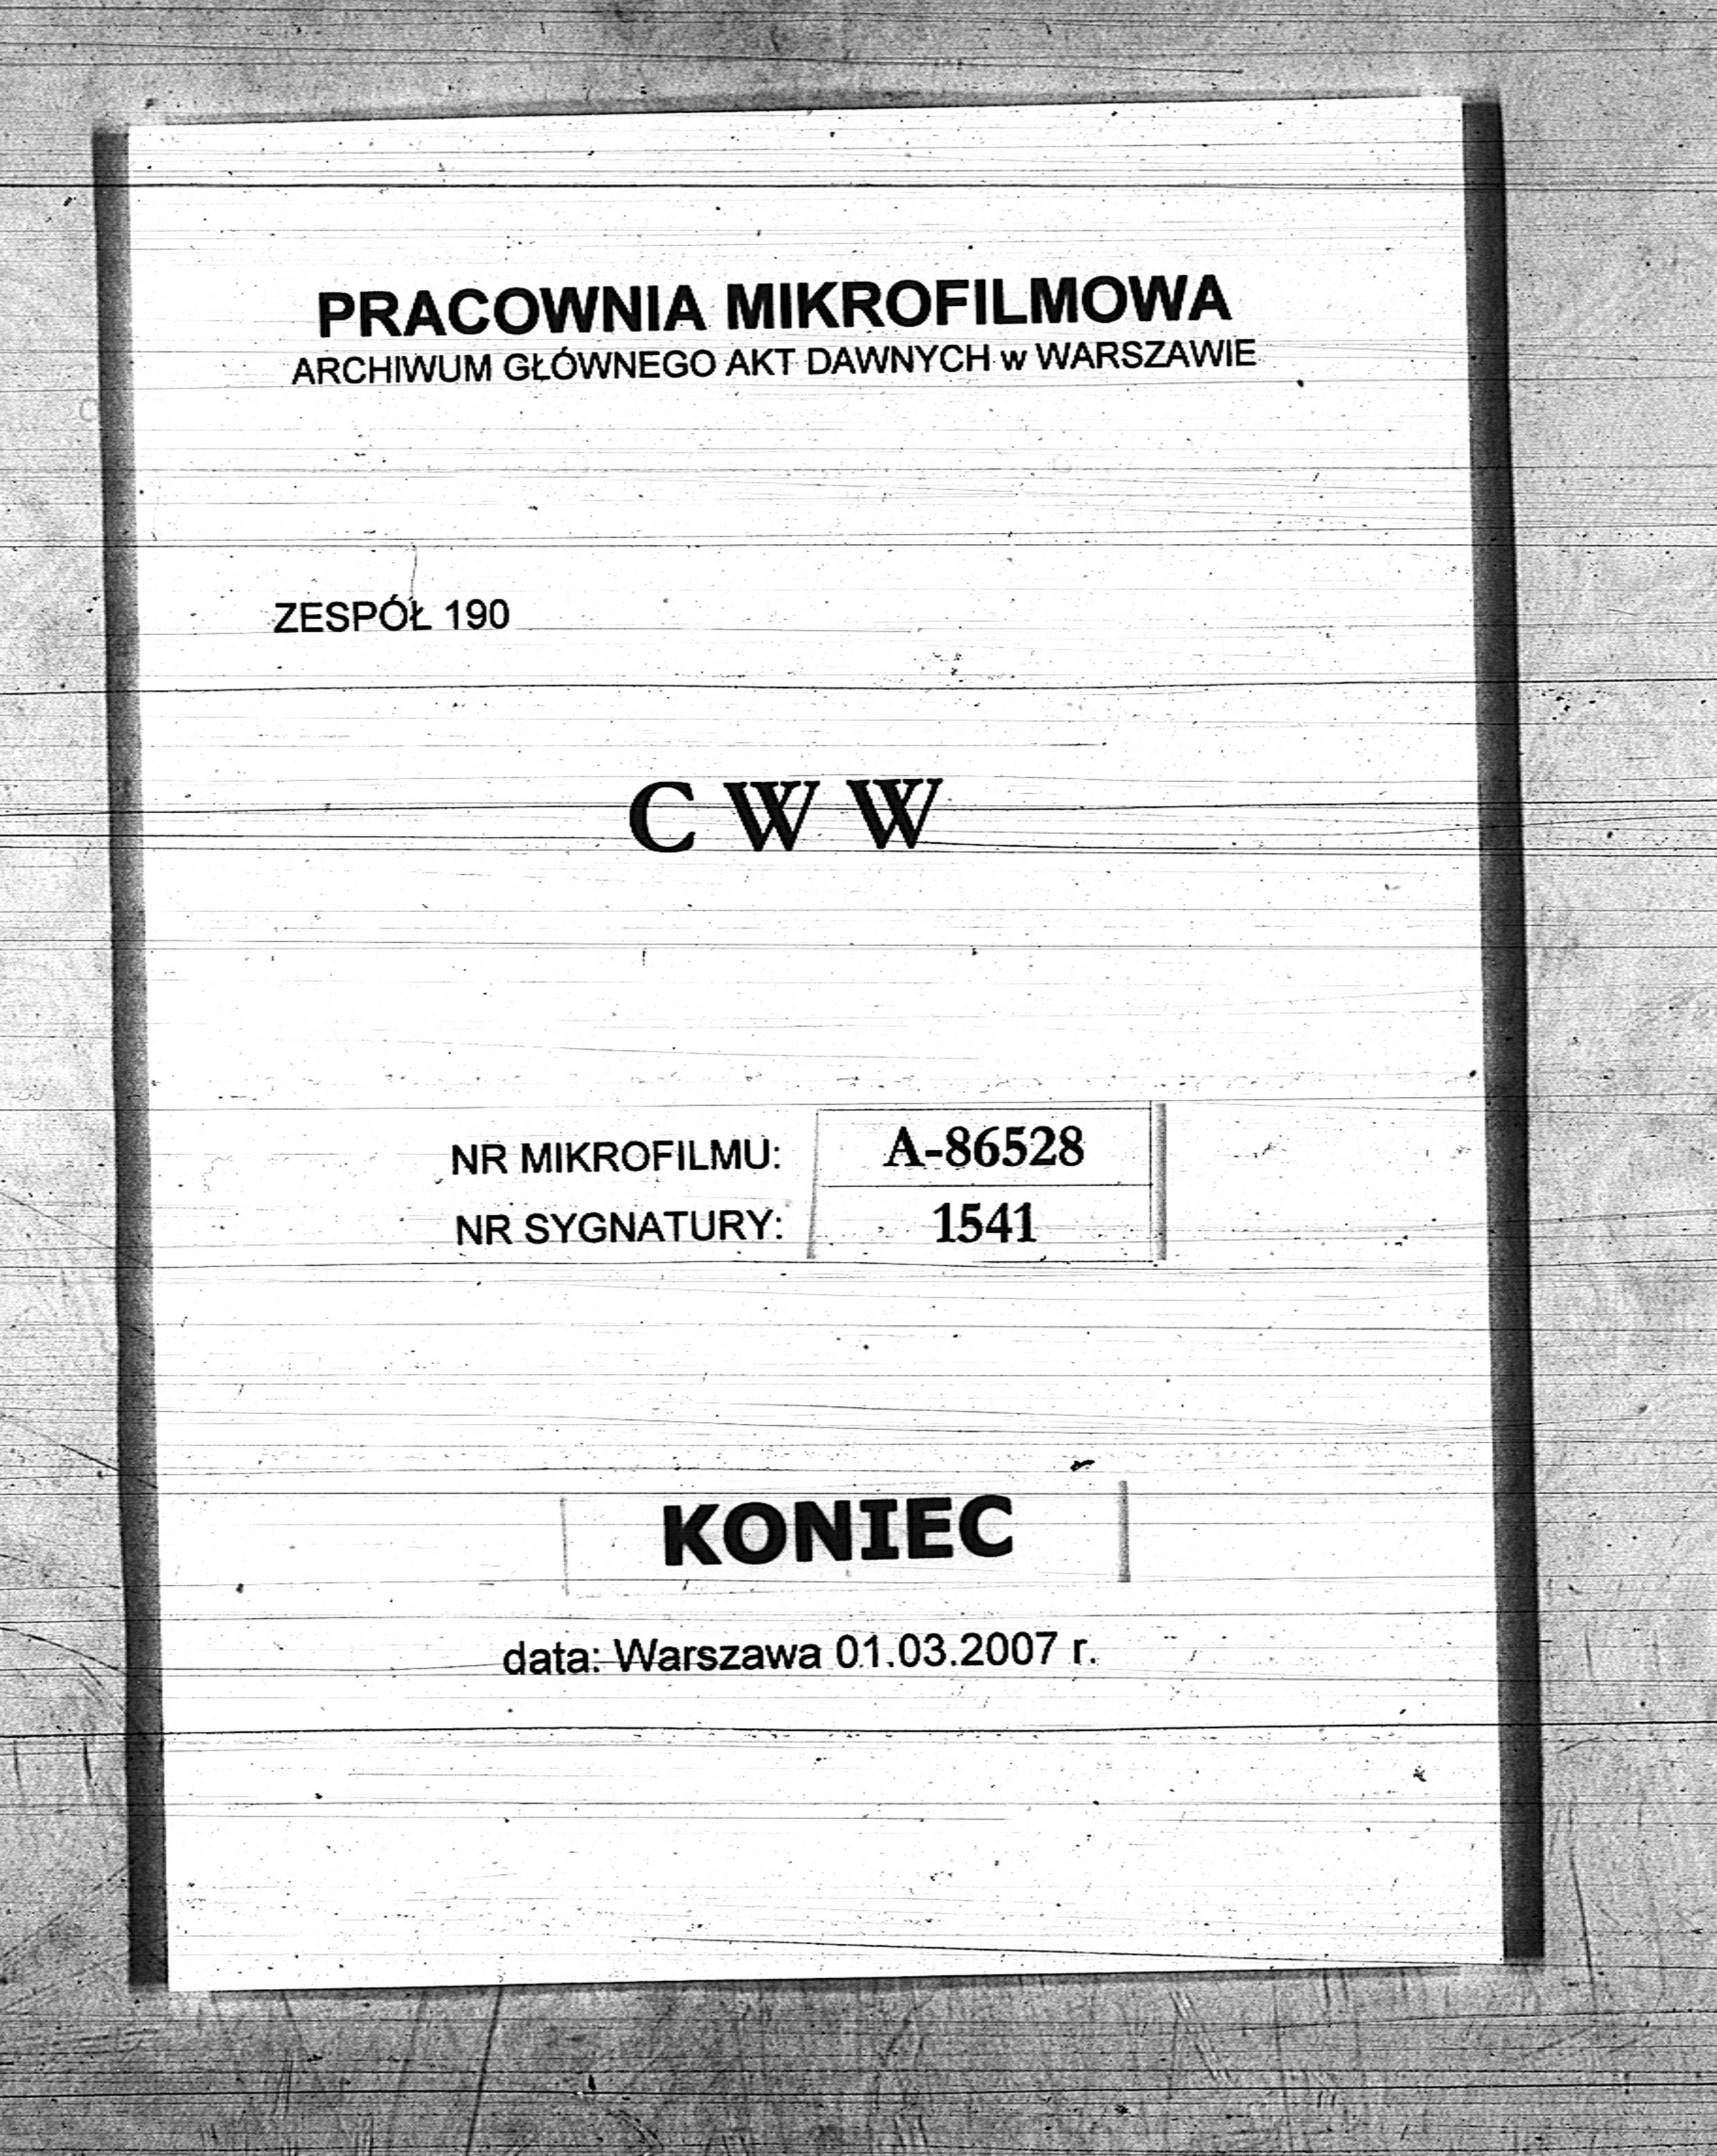 PRACOWNIA MIKROFILMOWA
ARCHIWUM GŁÓWNEGO AKT DAWNYCH w WARSZAWIE
ZESPÓŁ 190
C W W
NR MIKROFILMU: A-86528
NR SYGNATURY: 1541
KONIEC
data: Warszawa 01.03.2007 r.